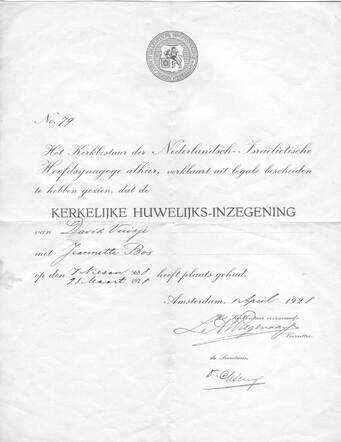 No. 79
Het Kerkbestuur der Nederlandsch-Israëlietische
Hoofdsynagoge alhier, verklaart uit legale bescheiden
te hebben gezien, dat de
KERKELIJKE HUWELIJKS-INZEGENING
van David
met Jeannette Bos
op den 7 Niesan 5688 heeft plaats gehad.
28 Maart 1928
Amsterdam, 1 April 1928
Het Kerkbestuur voornoemd,
Voorzitter
de Secretaris